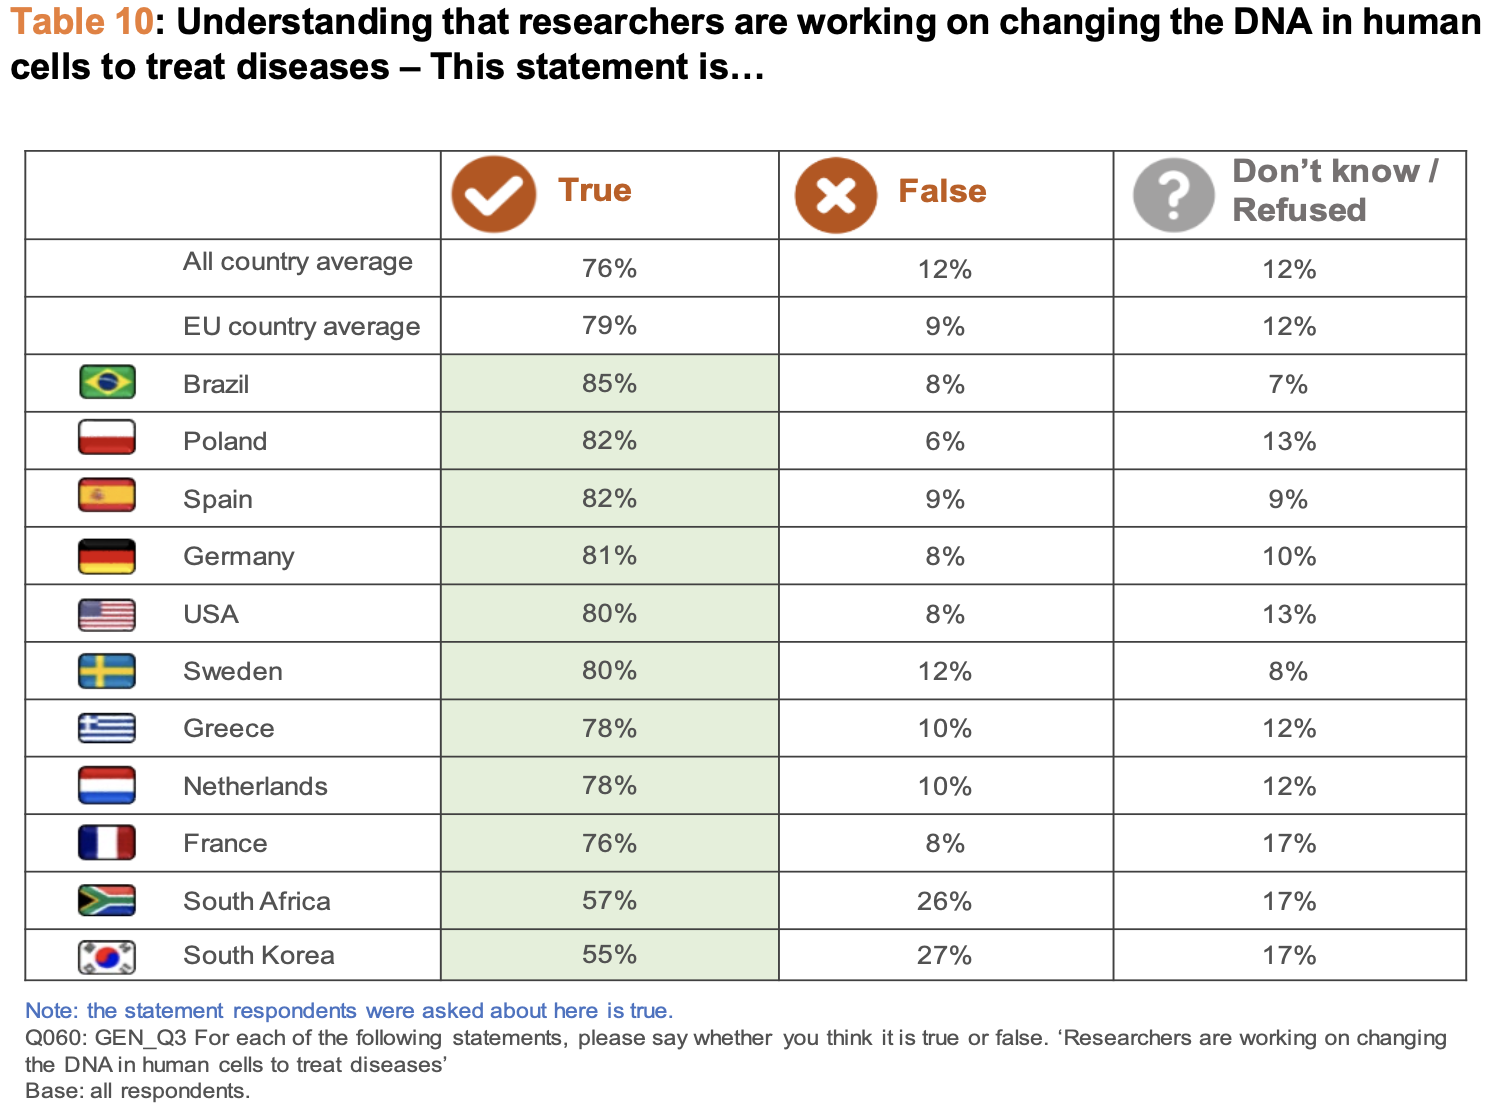 Table 10: Understanding that researchers are working on changing the DNA in human
cells to treat diseases – This statement is…
True False Don’t know / Refused
All country average 76% 12% 12%
EU country average 79% 9% 12%
Brazil 85% 8% 7%
Poland 82% 6% 13%
Spain 82% 9% 9%
Germany 81% 8% 10%
USA 80% 8% 13%
Sweden 80% 12% 8%
Greece 78% 10% 12%
Netherlands 78% 10% 12%
France 76% 8% 17%
South Africa 57% 26% 17%
South Korea 55% 27% 17%
Note: the statement respondents were asked about here is true.
Q060: GEN_Q3 For each of the following statements, please say whether you think it is true or false. ‘Researchers are working on changing
the DNA in human cells to treat diseases’
Base: all respondents.